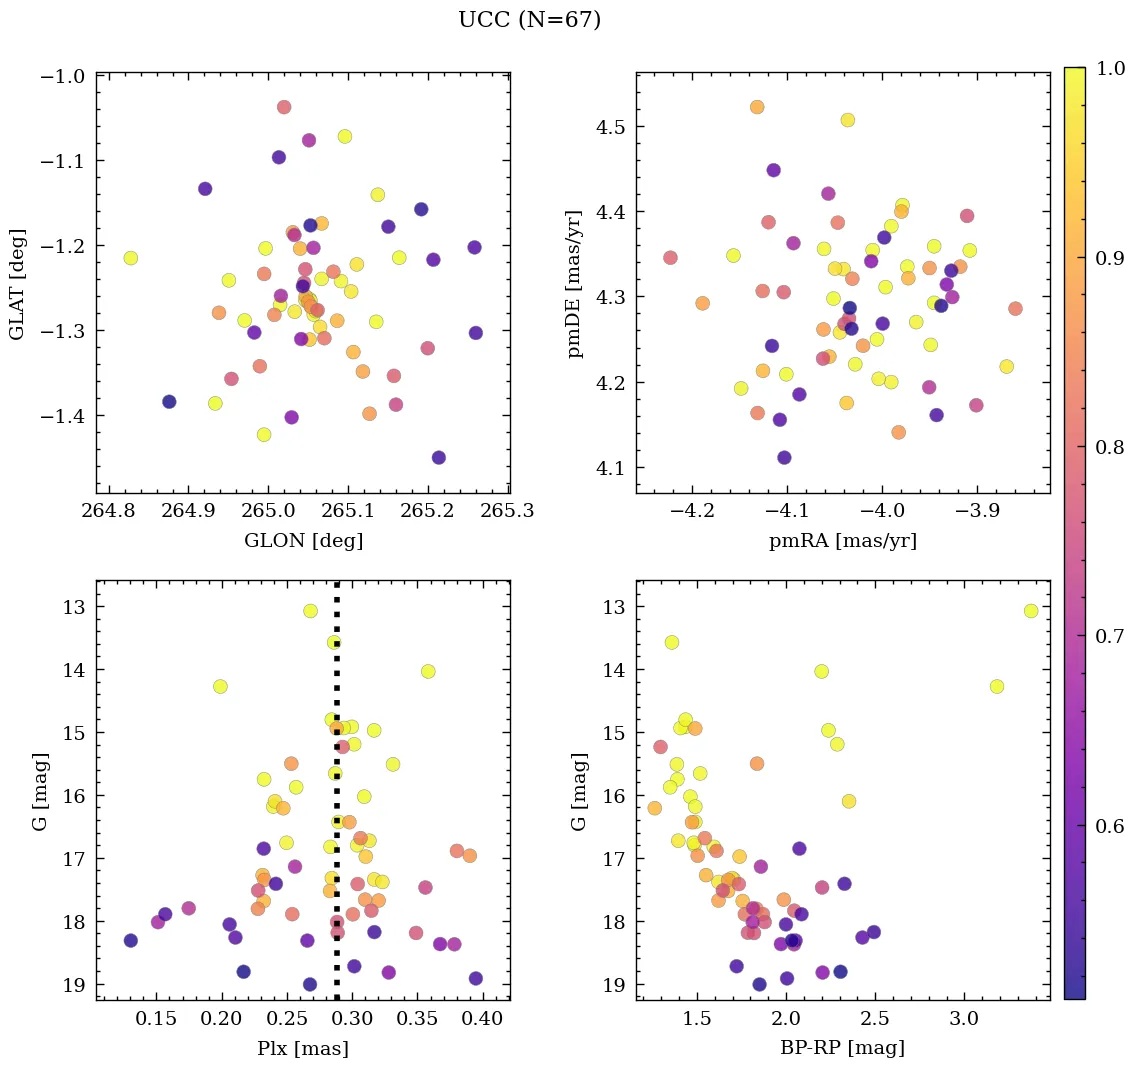 UCC (N=67)
−1.0
−1.1
−1.2
−1.3
−1.4
GLAT [deg]
264.8 264.9 265.0 265.1 265.2 265.3
GLON [deg]
4.5
4.4
4.3
4.2
4.1
pmDE [mas/yr]
−4.2 −4.1 −4.0 −3.9
pmRA [mas/yr]
13
14
15
16
17
18
19
G [mag]
0.15 0.20 0.25 0.30 0.35 0.40
Plx [mas]
13
14
15
16
17
18
19
G [mag]
1.5 2.0 2.5 3.0
BP-RP [mag]
1.0
0.9
0.8
0.7
0.6